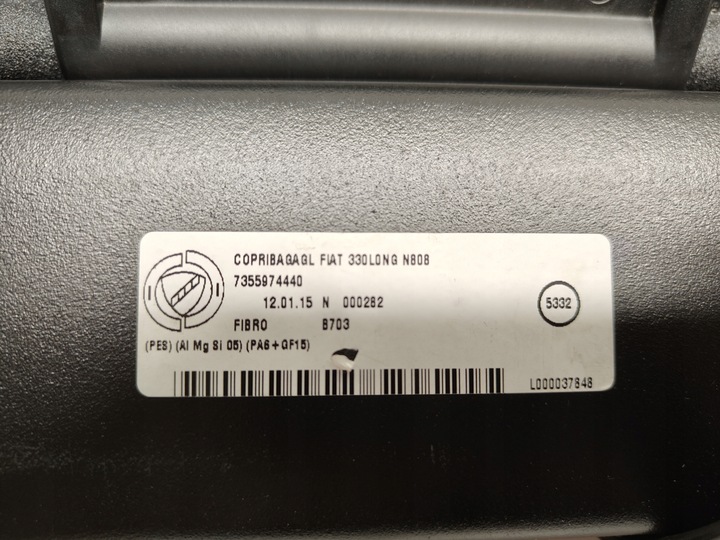 COPRIBAGAGL FIAT 330LONG N808
7355974440
12.01.15 N 000282
5332
FIBRO 8703
(PES) (Al Mg Si 05) (PA6+GF15)
L000037848